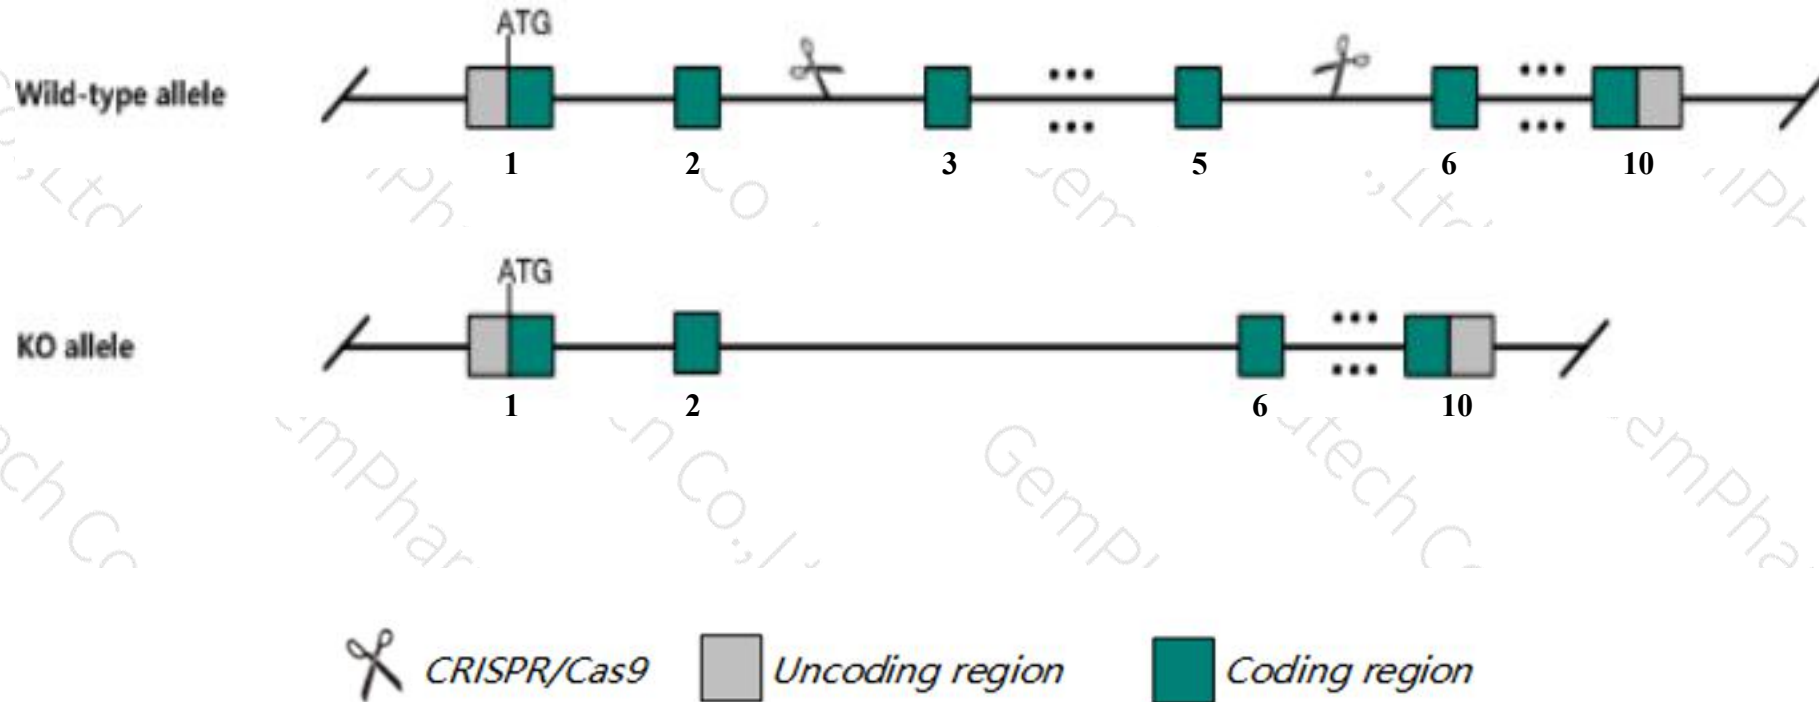 ATG
Wild-type allele
1 2 3 5 6 10
ATG
KO allele
1 2 6 10
CRISPR/Cas9 Uncoding region Coding region